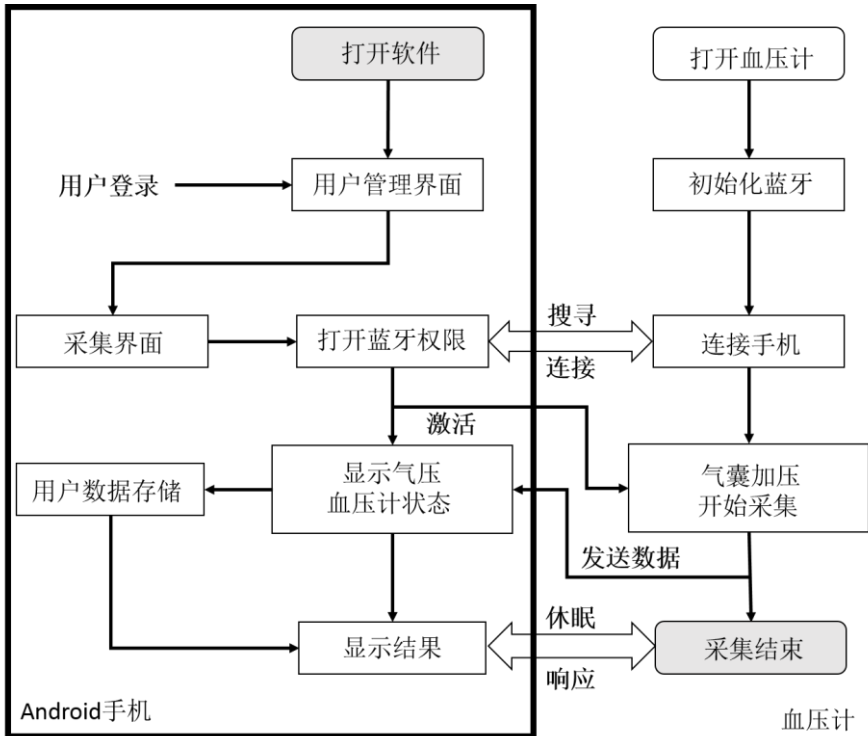 打开软件
打开血压计
用户登录
用户管理界面
初始化蓝牙
搜寻
采集界面
打开蓝牙权限
连接手机
连接
激活
显示气压
血压计状态
用户数据存储
气囊加压
开始采集
发送数据
休眠
显示结果
采集结束
响应
Android手机
血压计